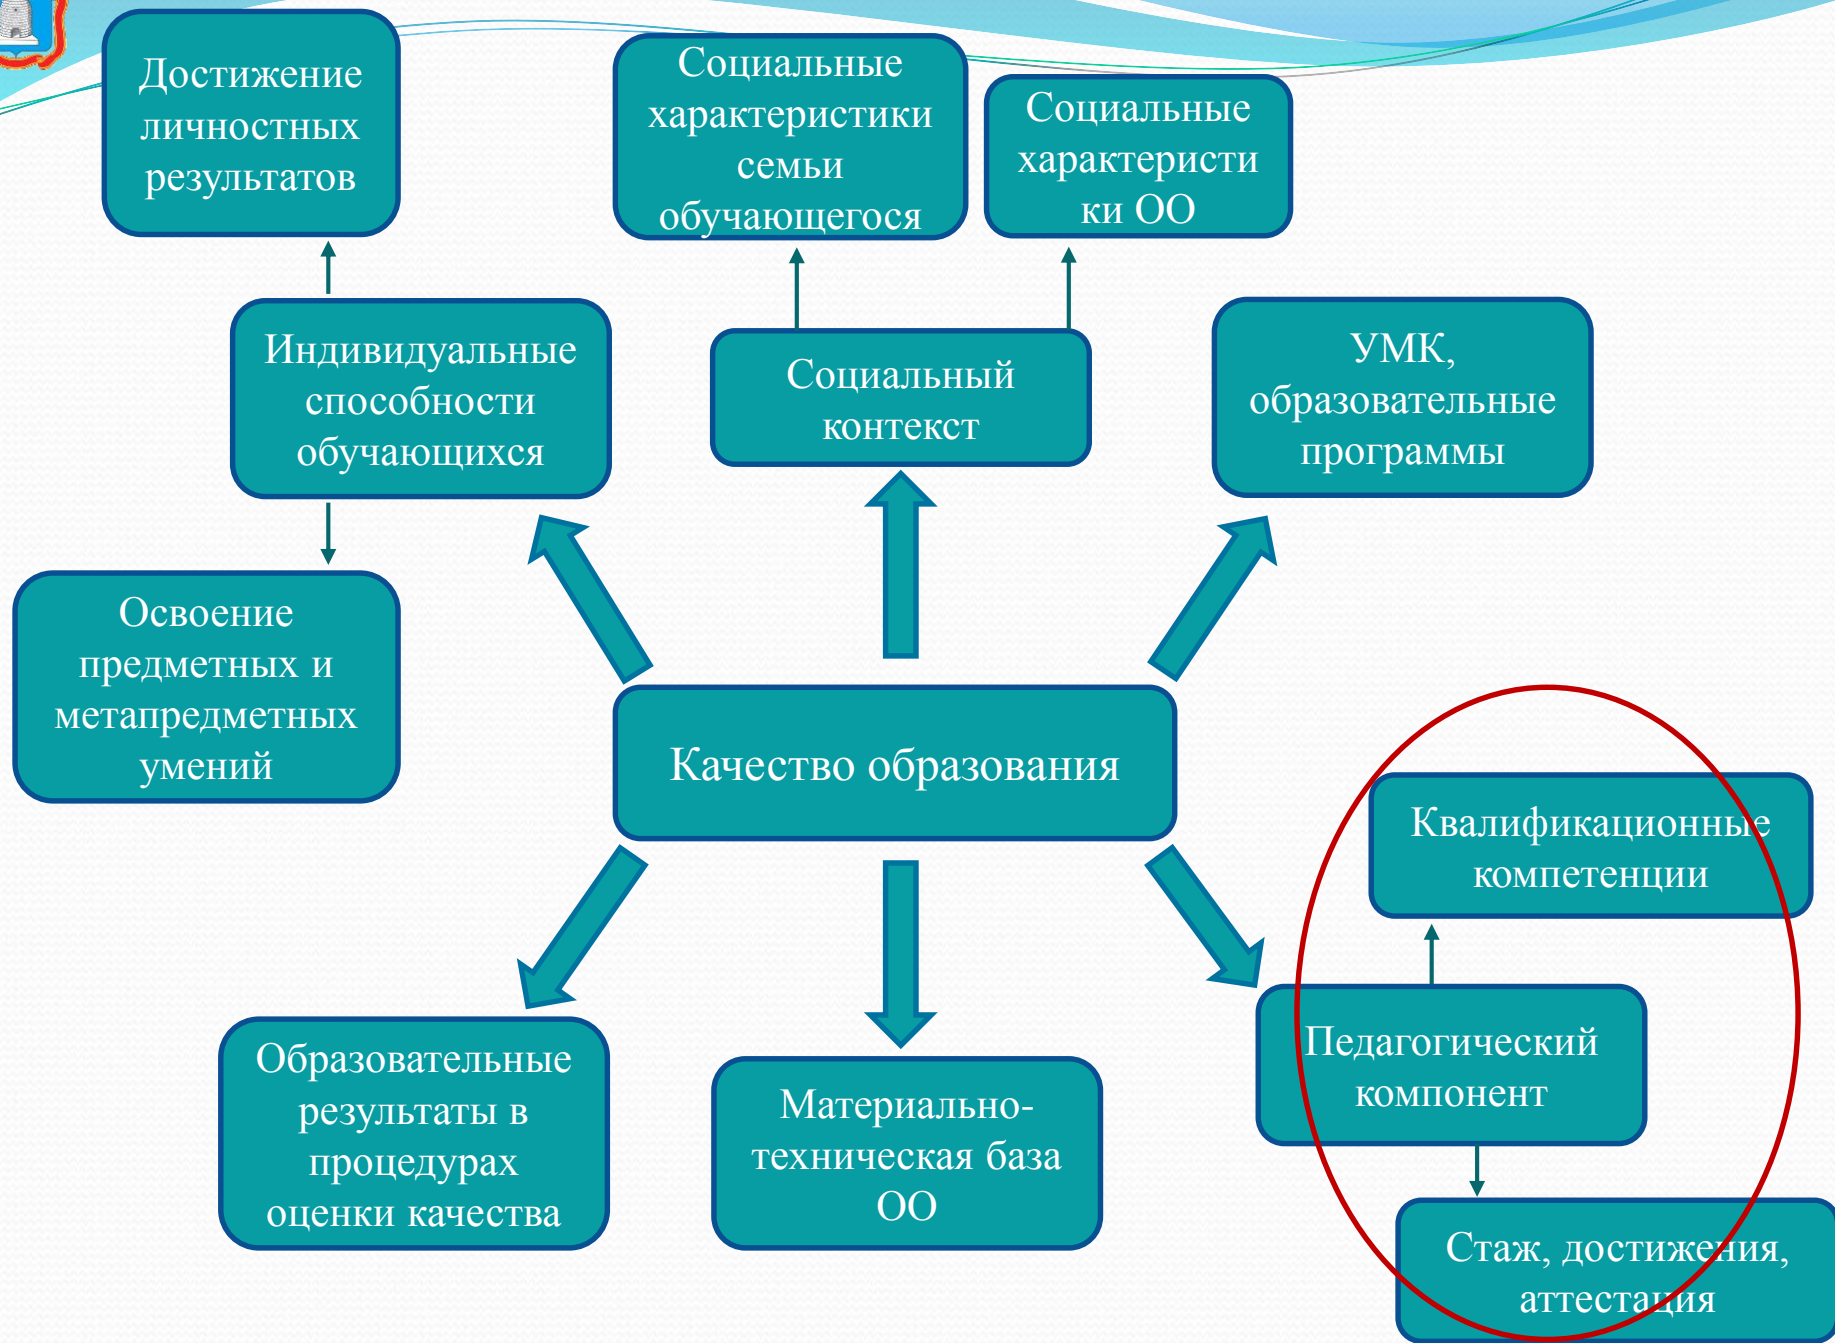 Достижение
личностных
результатов
Социальные
характеристики
семьи
обучающегося
Социальные
характеристи
ки ОО
Индивидуальные
способности
обучающихся
Социальный
контекст
УМК,
образовательные
программы
Освоение
предметных и
метапредметных
умений
Качество образования
Квалификационные
компетенции
Образовательные
результаты в
процедурах
оценки качества
Материально-
техническая база
ОО
Педагогический
компонент
Стаж, достижения,
аттестация